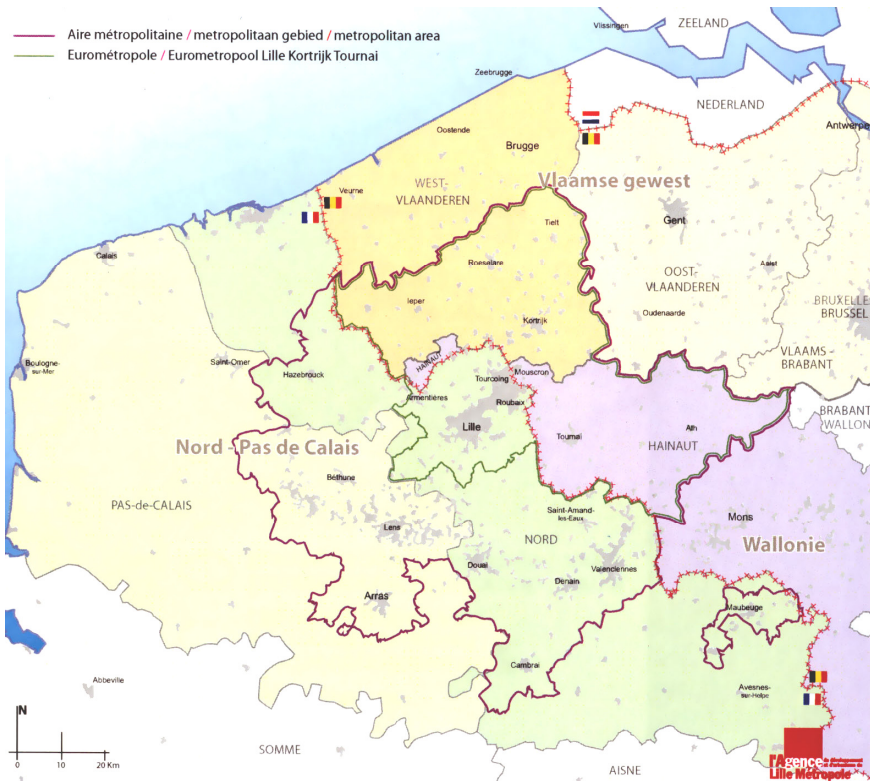 Aire métropolitaine / metropolitaan gebied / metropolitan area
Eurométropole / Eurometropool Lille Kortrijk Tournai
Vlissingen
ZEELAND
Zeebrugge
NEDERLAND
Antwerpe
Oostende
Brugge
Vlaamse gewest
Veurne
WEST-
VLAANDEREN
Gent
Tielt
Calais
Roeselare
Aalst
OOST-
VLAANDEREN
Ieper
BRUXELLE
BRUSSEL
Oudenaarde
Kortrijk
VLAAMS-
BRABANT
Boulogne
-sur-Mer
Saint-Omer
HAINAUT
Hazebrouck
Mouscron
Tourcoing
Armentières
Roubaix
BRABANT
WALLON
Lille
Ath
Tournai
HAINAUT
Nord - Pas de Calais
Béthune
PAS-de-CALAIS
Saint-Amand
-les-Eaux
Mons
Lens
NORD
Wallonie
Douai
Valenciennes
Denain
Arras
Maubeuge
Cambrai
Abbeville
Avesnes-
sur-Helpe
N
0 10 20 Km
SOMME
AISNE
l'Agence
Lille Métropole